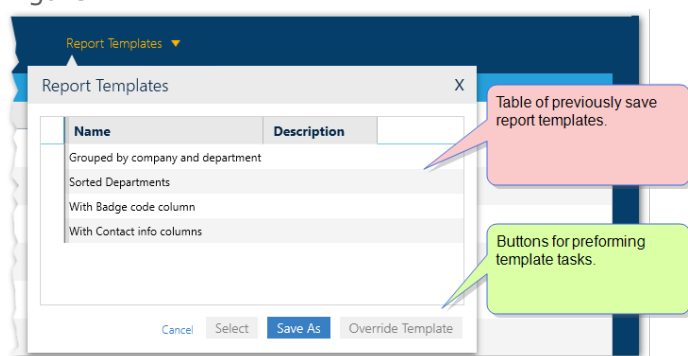 Report Templates ▼
Report Templates X
Name Description
Grouped by company and department
Sorted Departments
With Badge code column
With Contact info columns
Cancel Select Save As Override Template
Table of previously save
report templates.
Buttons for preforming
template tasks.